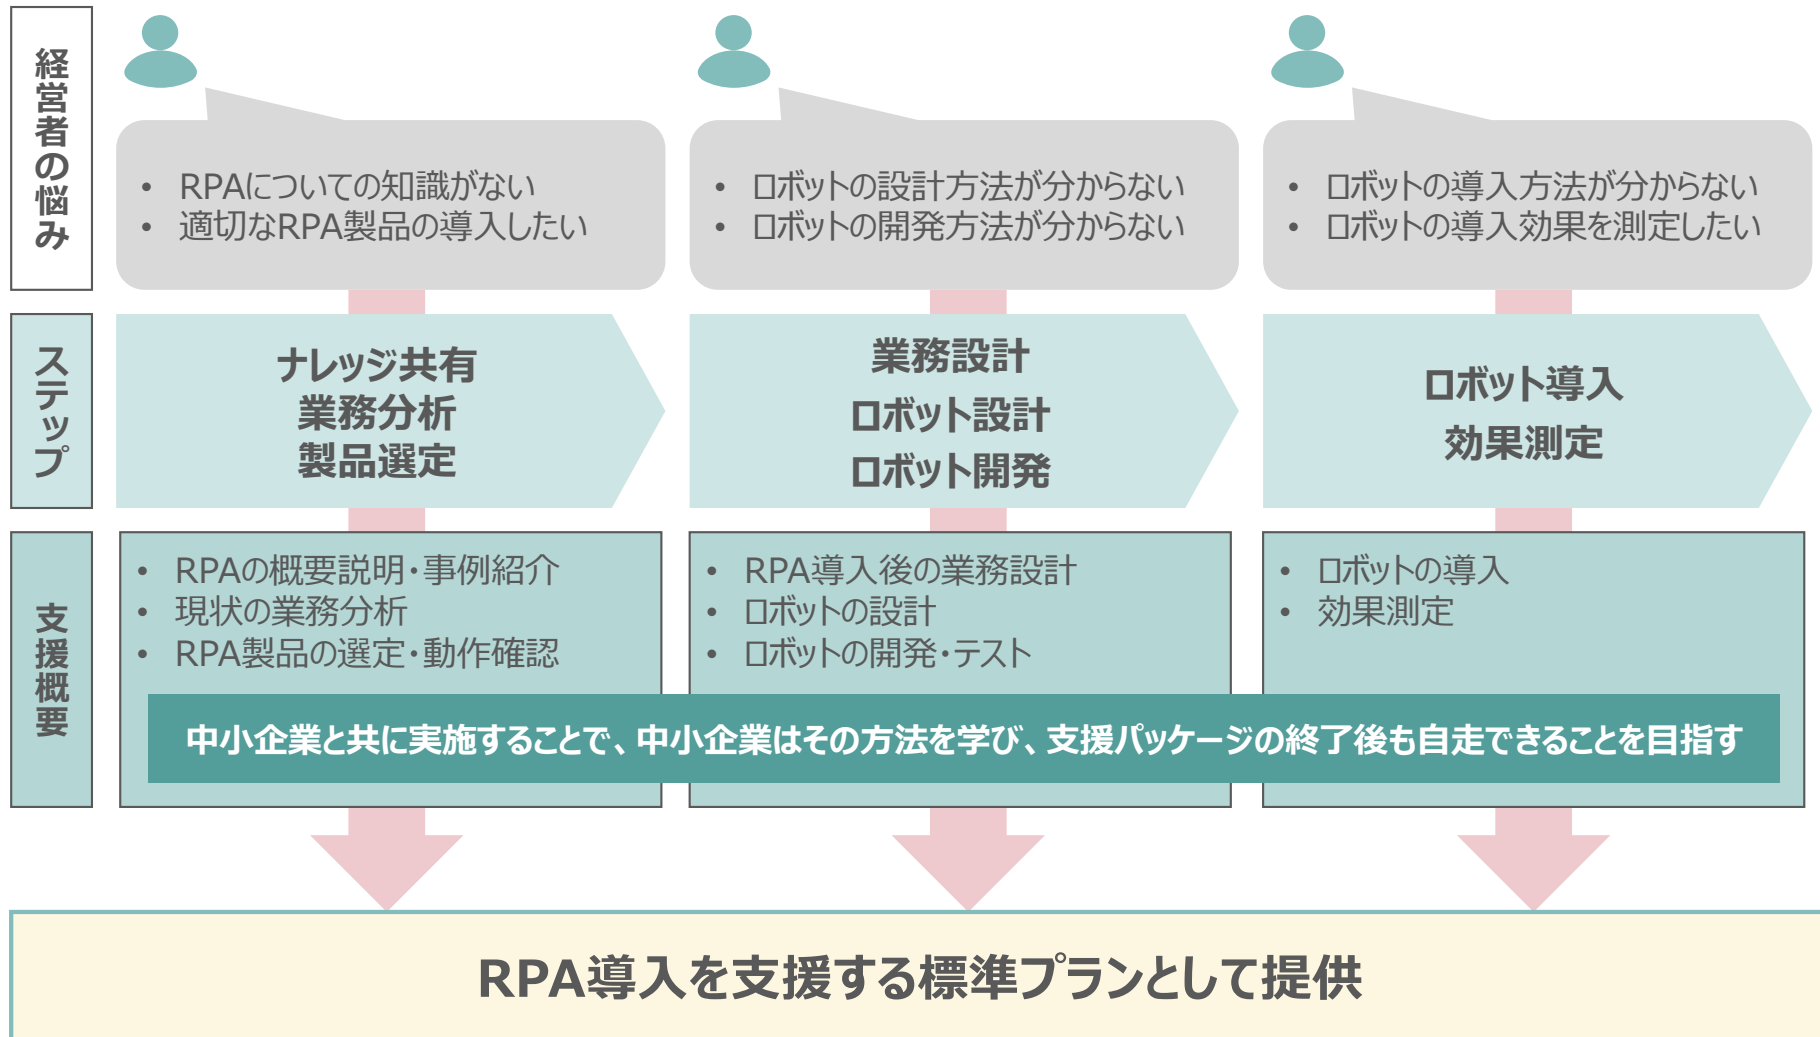 経営者の悩み
• RPAについての知識がない
• 適切なRPA製品の導入したい
• ロボットの設計方法が分からない
• ロボットの開発方法が分からない
• ロボットの導入方法が分からない
• ロボットの導入効果を測定したい
ステップ
ナレッジ共有
業務分析
製品選定
業務設計
ロボット設計
ロボット開発
ロボット導入
効果測定
支援概要
• RPAの概要説明・事例紹介
• 現状の業務分析
• RPA製品の選定・動作確認
• RPA導入後の業務設計
• ロボットの設計
• ロボットの開発・テスト
• ロボットの導入
• 効果測定
中小企業と共に実施することで、中小企業はその方法を学び、支援パッケージの終了後も自走できることを目指す
RPA導入を支援する標準プランとして提供